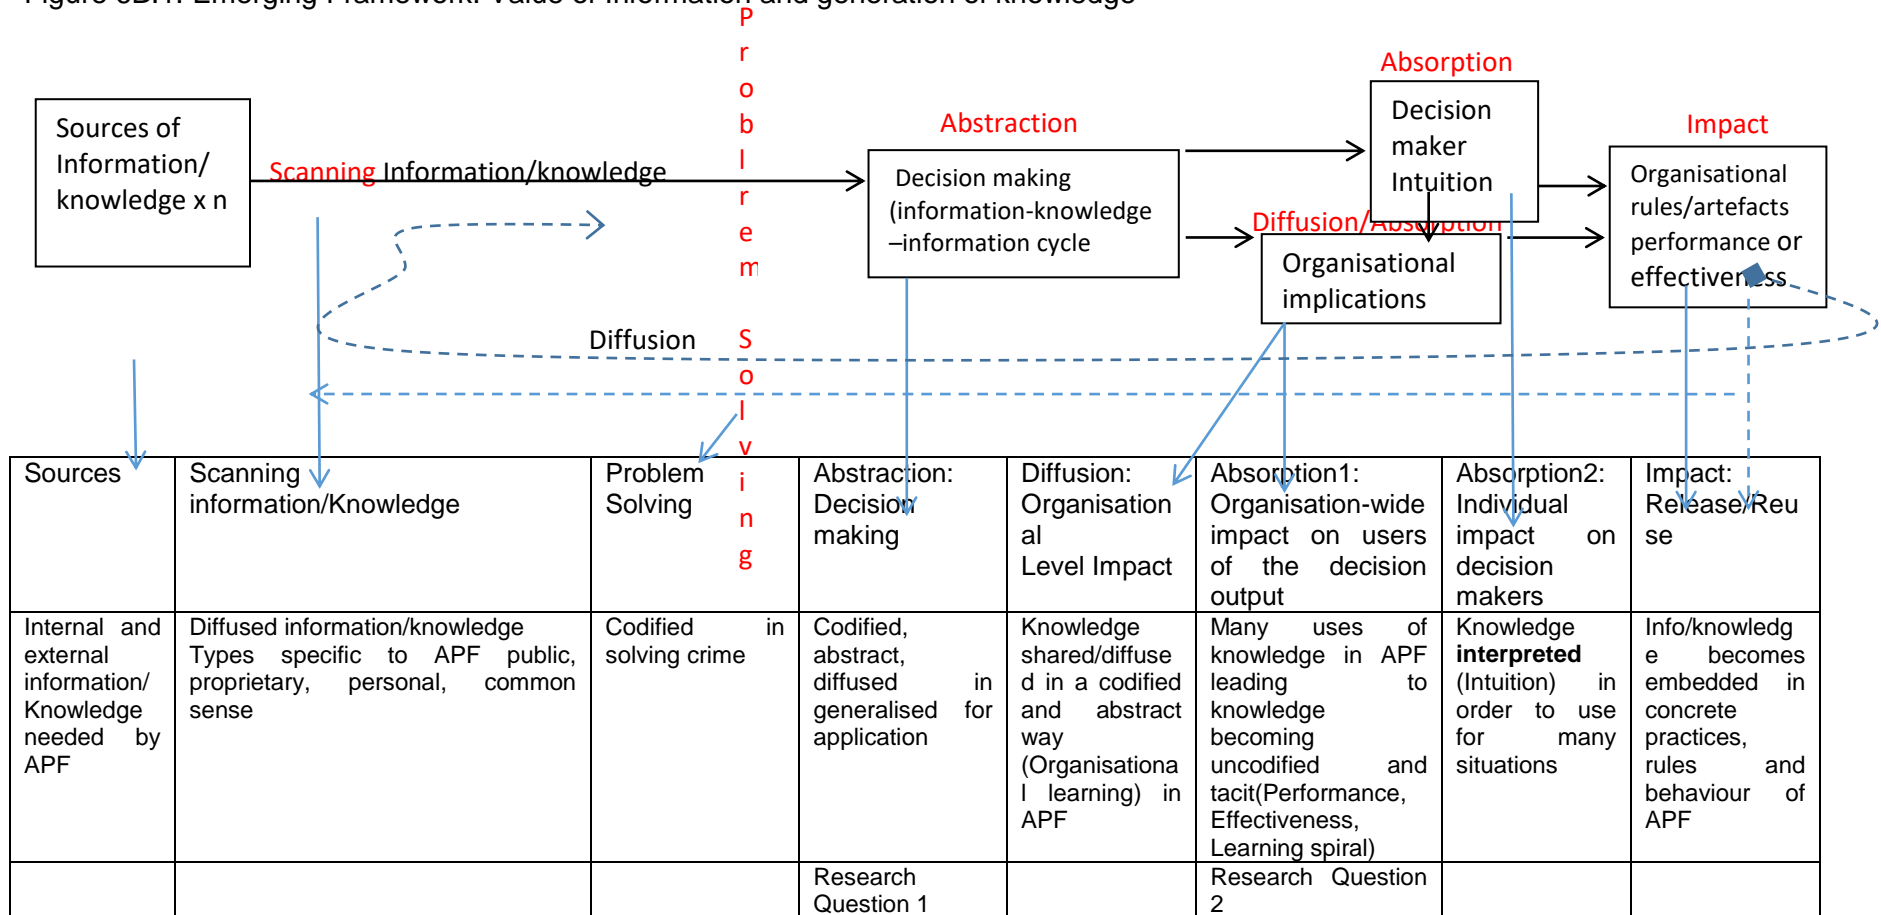 Figure 3B.1: Emerging Framework: Value of Information and generation of knowledge
P
r
o
b
l
r
e
m
S
o
l
v
i
n
g
Sources of
Information/
knowledge x n
Scanning Information/knowledge
Abstraction
Decision making
(information-knowledge
–information cycle
Absorption
Decision
maker
Intuition
Diffusion/Absorption
Organisational
implications
Impact
Organisational
rules/artefacts
performance or
effectiveness
Diffusion
Sources
Scanning
information/Knowledge
Problem
Solving
Abstraction:
Decision
making
Diffusion:
Organisation
al
Level Impact
Absorption1:
Organisation-wide
impact on users
of the decision
output
Absorption2:
Individual
impact on
decision
makers
Impact:
Release/Reu
se
Internal and
external
information/
Knowledge
needed by
APF
Diffused information/knowledge
Types specific to APF public,
proprietary, personal, common
sense
Codified in
solving crime
Codified,
abstract,
diffused in
generalised for
application
Knowledge
shared/diffuse
d in a codified
and abstract
way
(Organisationa
l learning) in
APF
Many uses of
knowledge in APF
leading to
knowledge
becoming
uncodified and
tacit(Performance,
Effectiveness,
Learning spiral)
Knowledge
interpreted
(Intuition) in
order to use
for many
situations
Info/knowledg
e becomes
embedded in
concrete
practices,
rules and
behaviour of
APF
Research
Question 1
Research Question
2